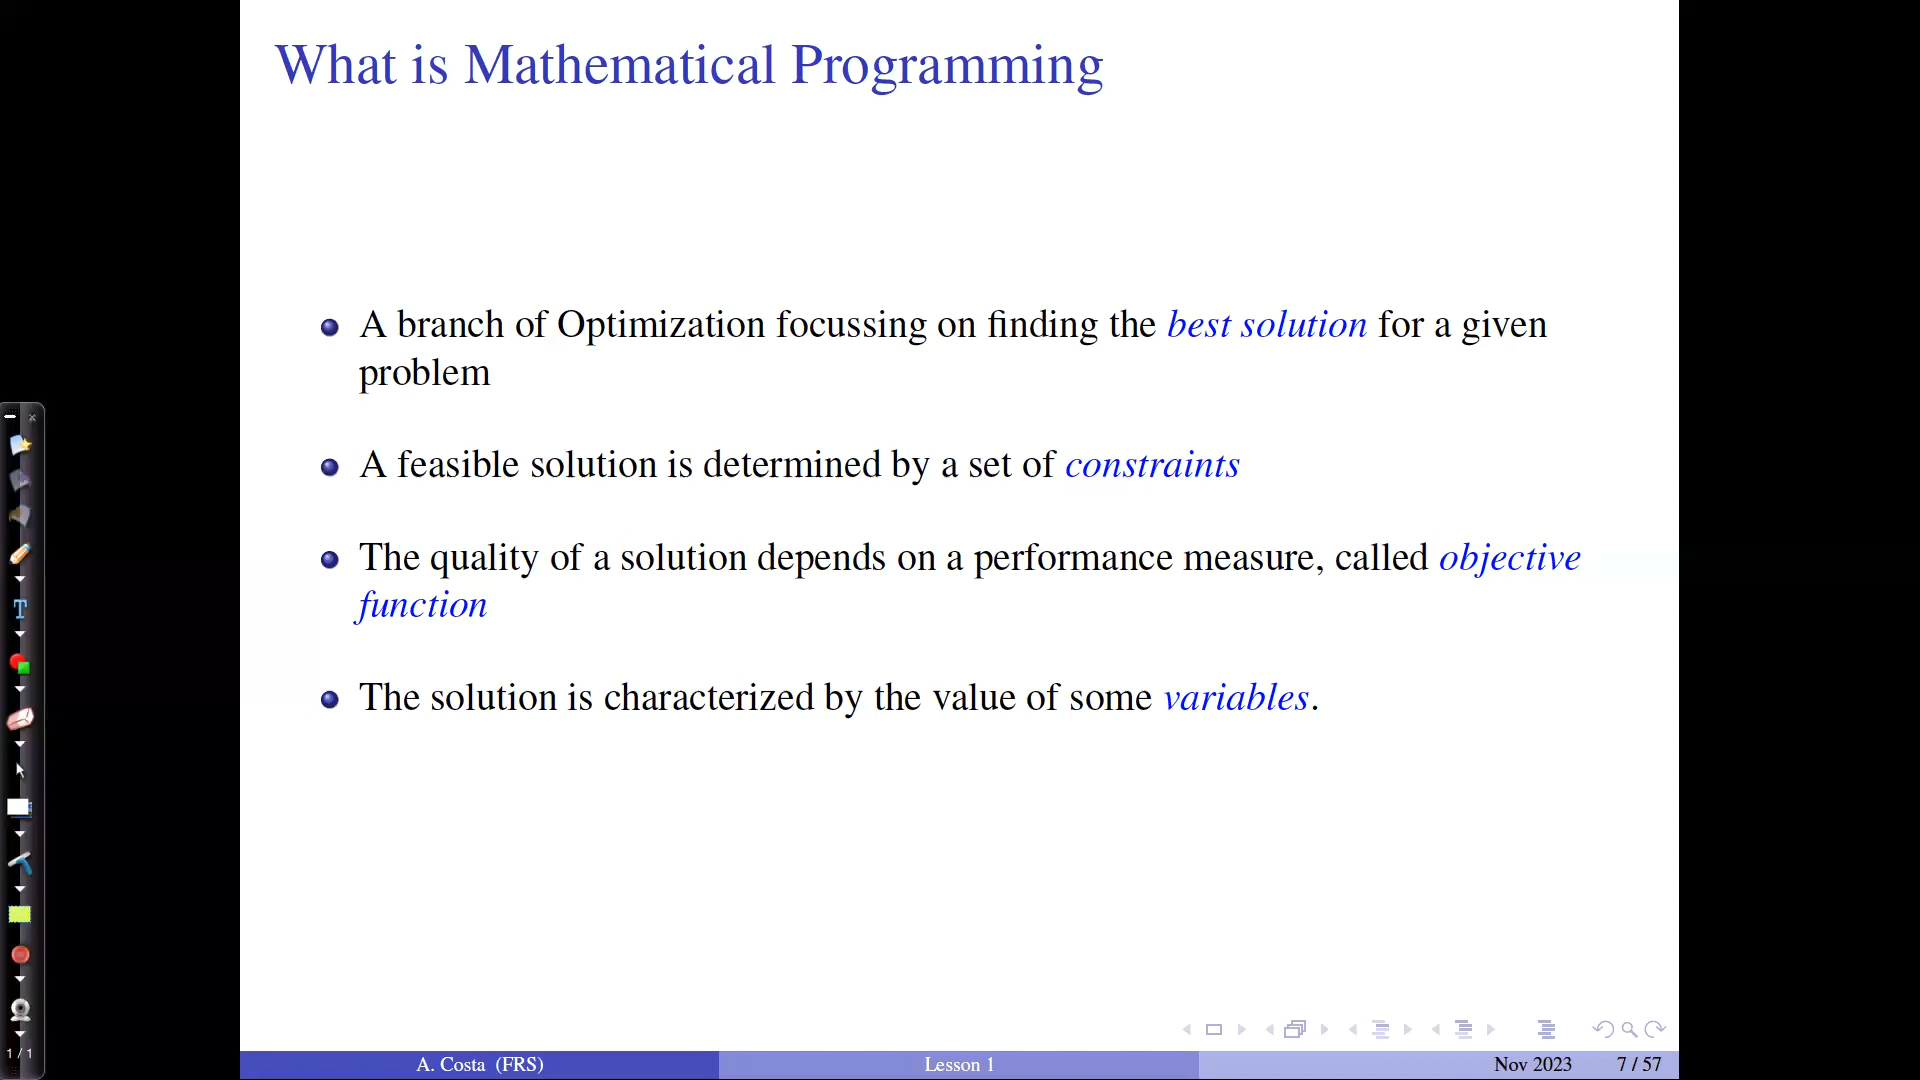 What is Mathematical Programming
A branch of Optimization focussing on finding the best solution for a given
problem
A feasible solution is determined by a set of constraints
The quality of a solution depends on a performance measure, called objective
function
The solution is characterized by the value of some variables.
T
1 / 1
A. Costa (FRS)
Lesson 1
Nov 2023
7 / 57